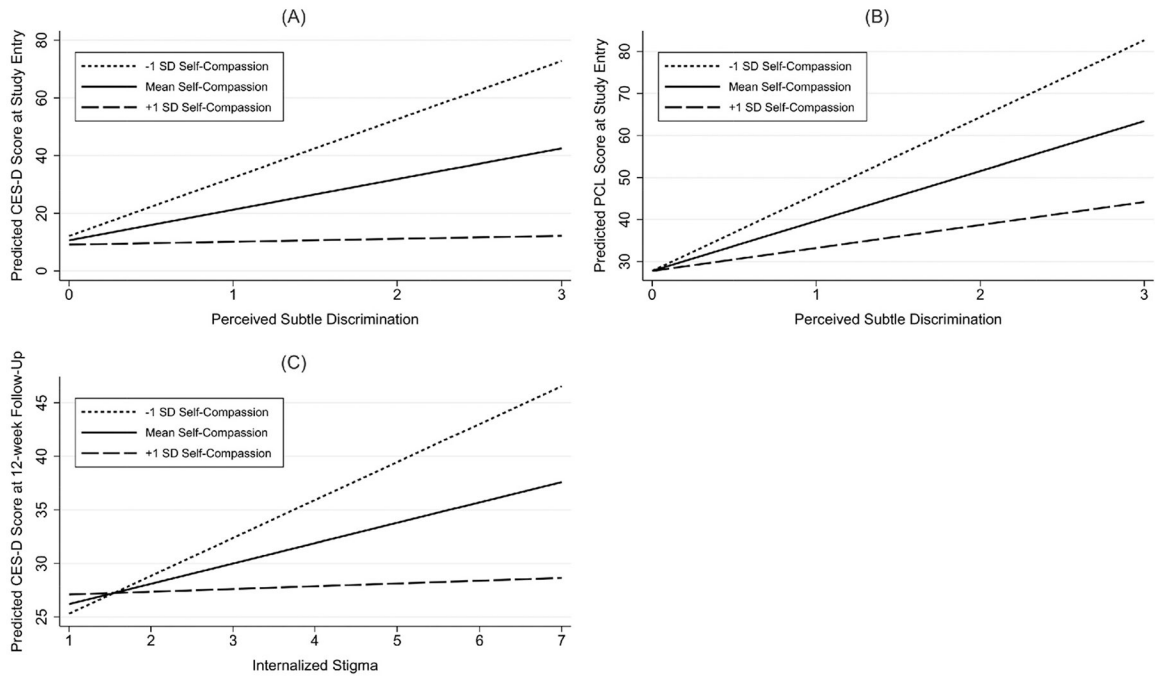 (A)
Predicted CES-D Score at Study Entry
80
60
40
20
0
-1 SD Self-Compassion
Mean Self-Compassion
+1 SD Self-Compassion
0 1 2 3
Perceived Subtle Discrimination
(B)
Predicted PCL Score at Study Entry
80
70
60
50
40
30
-1 SD Self-Compassion
Mean Self-Compassion
+1 SD Self-Compassion
0 1 2 3
Perceived Subtle Discrimination
(C)
Predicted CES-D Score at 12-week Follow-Up
45
40
35
30
25
-1 SD Self-Compassion
Mean Self-Compassion
+1 SD Self-Compassion
1 2 3 4 5 6 7
Internalized Stigma